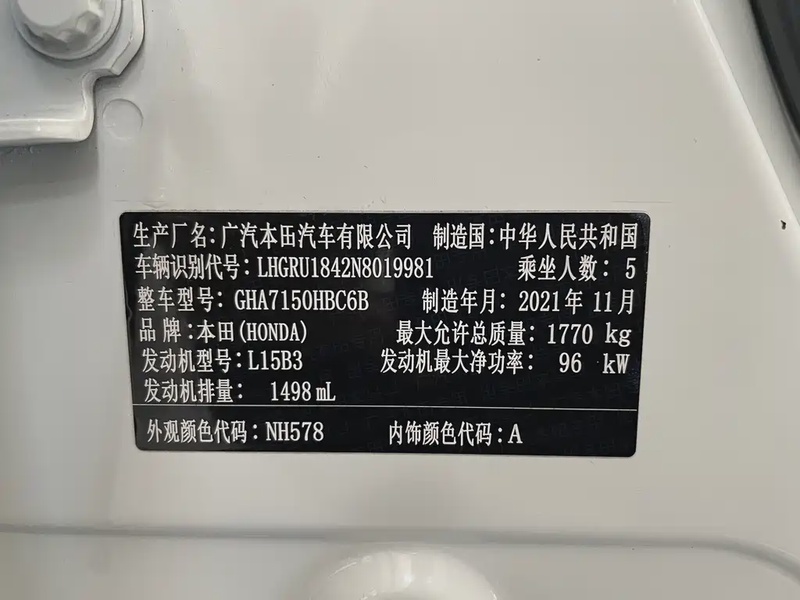 生产厂名:广汽本田汽车有限公司 制造国:中华人民共和国
车辆识别代号:LHGRU1842N8019981 乘坐人数:5
整车型号:GHA7150HBC6B 制造年月:2021年11月
品牌:本田(HONDA) 最大允许总质量:1770 kg
发动机型号:L15B3 发动机最大净功率:96 kW
发动机排量:1498 mL
外观颜色代码:NH578 内饰颜色代码:A